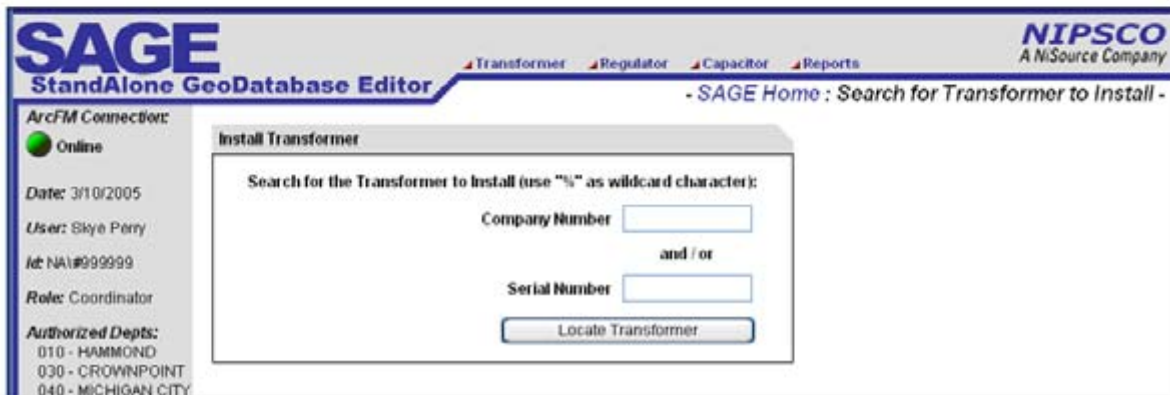 SAGE
StandAlone GeoDatabase Editor
Transformer Regulator Capacitor Reports
NIPSCO
A NiSource Company
- SAGE Home : Search for Transformer to Install -
ArcFM Connection:
Online
Date: 3/10/2005
User: Skye Perry
Id: NA\#999999
Role: Coordinator
Authorized Depts:
010 - HAMMOND
030 - CROWNPOINT
040 - MICHIGAN CITY
Install Transformer
Search for the Transformer to Install (use "%" as wildcard character):
Company Number
and / or
Serial Number
Locate Transformer